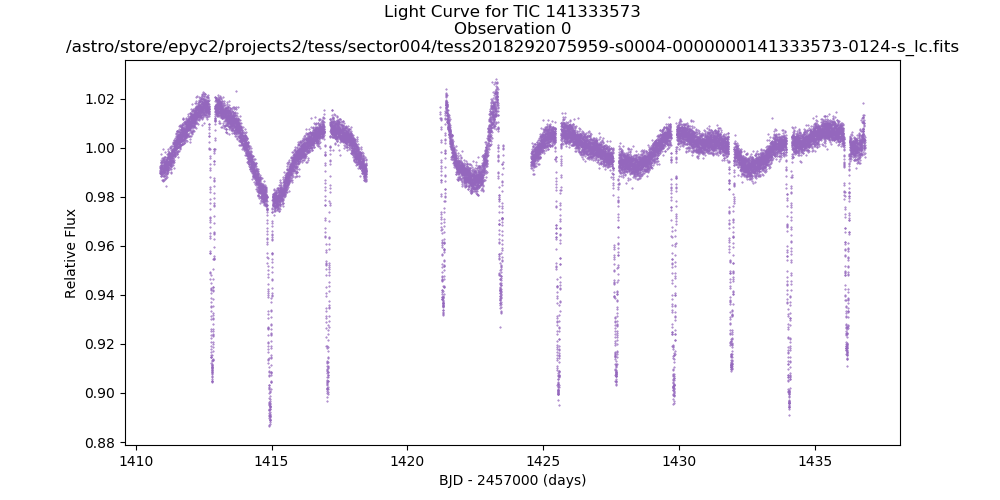 Light Curve for TIC 141333573
Observation 0
/astro/store/epyc2/projects2/tess/sector004/tess2018292075959-s0004-0000000141333573-0124-s_lc.fits
1.02
1.00
0.98
0.96
0.94
0.92
0.90
0.88
Relative Flux
1410
1415
1420
1425
1430
1435
BJD - 2457000 (days)